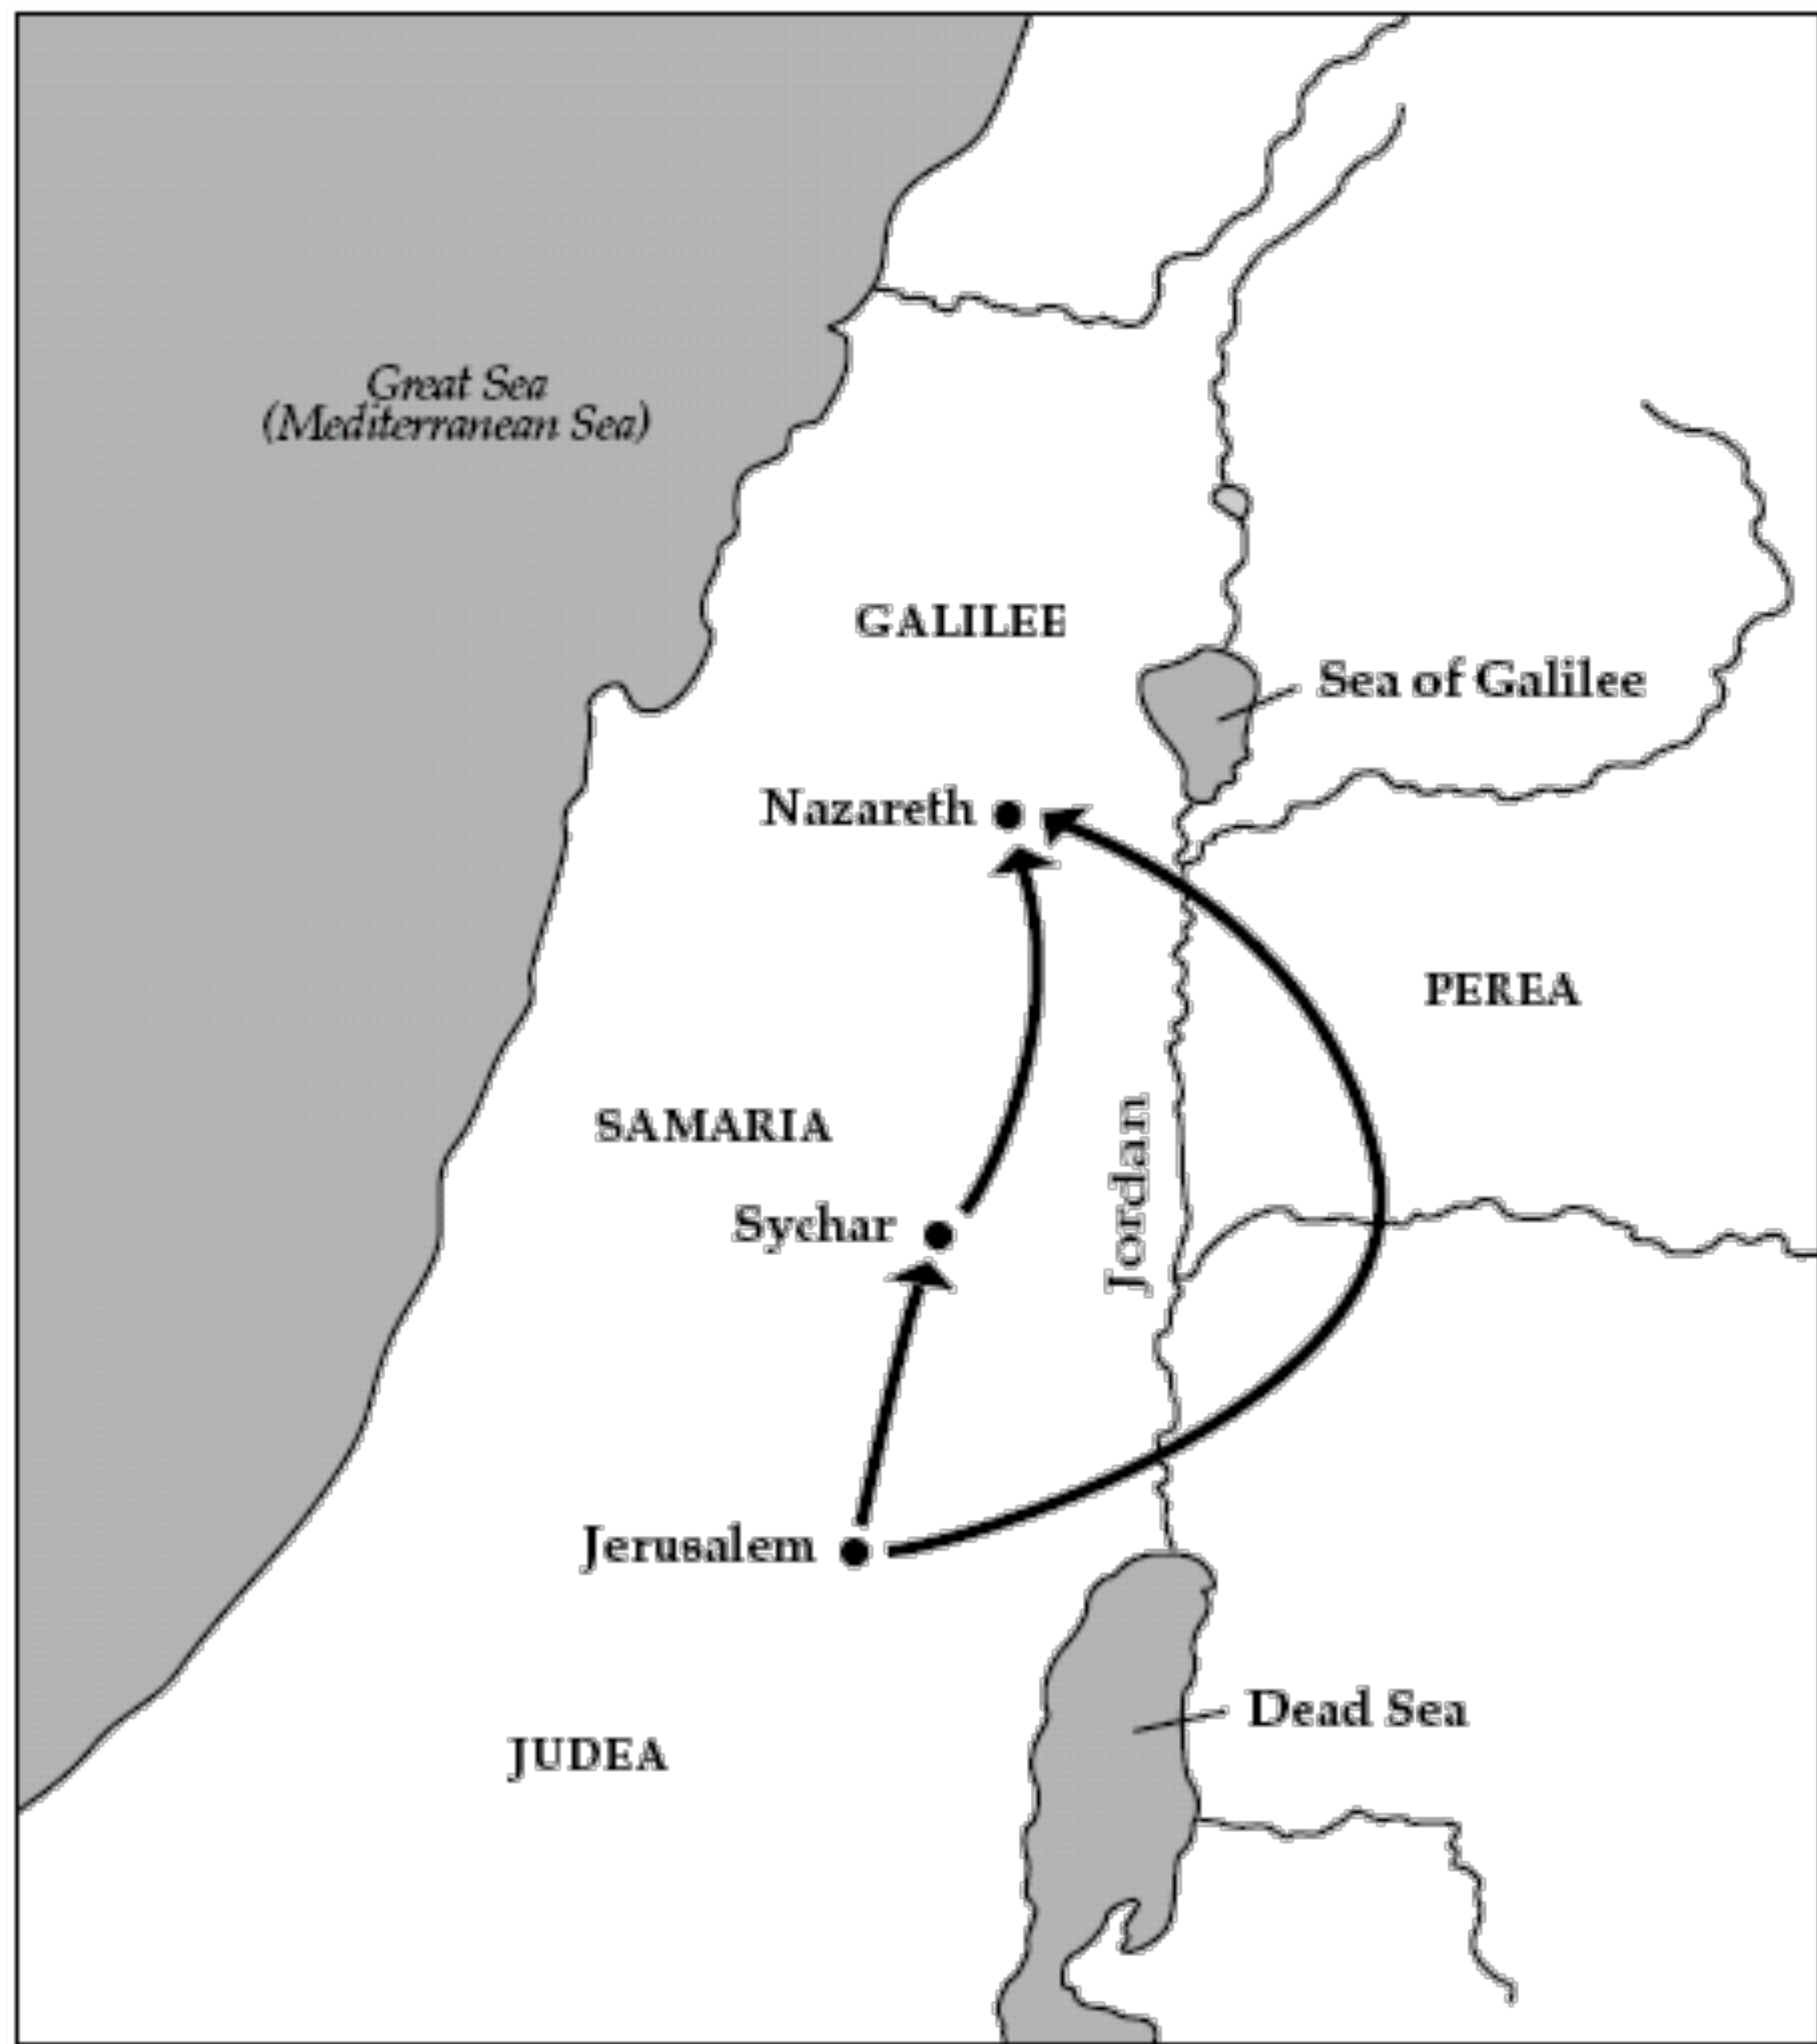 Great Sea
(Mediterranean Sea)
GALILEE
Sea of Galilee
Nazareth
PEREA
SAMARIA
Jordan
Sychar
Jerusalem
Dead Sea
JUDEA